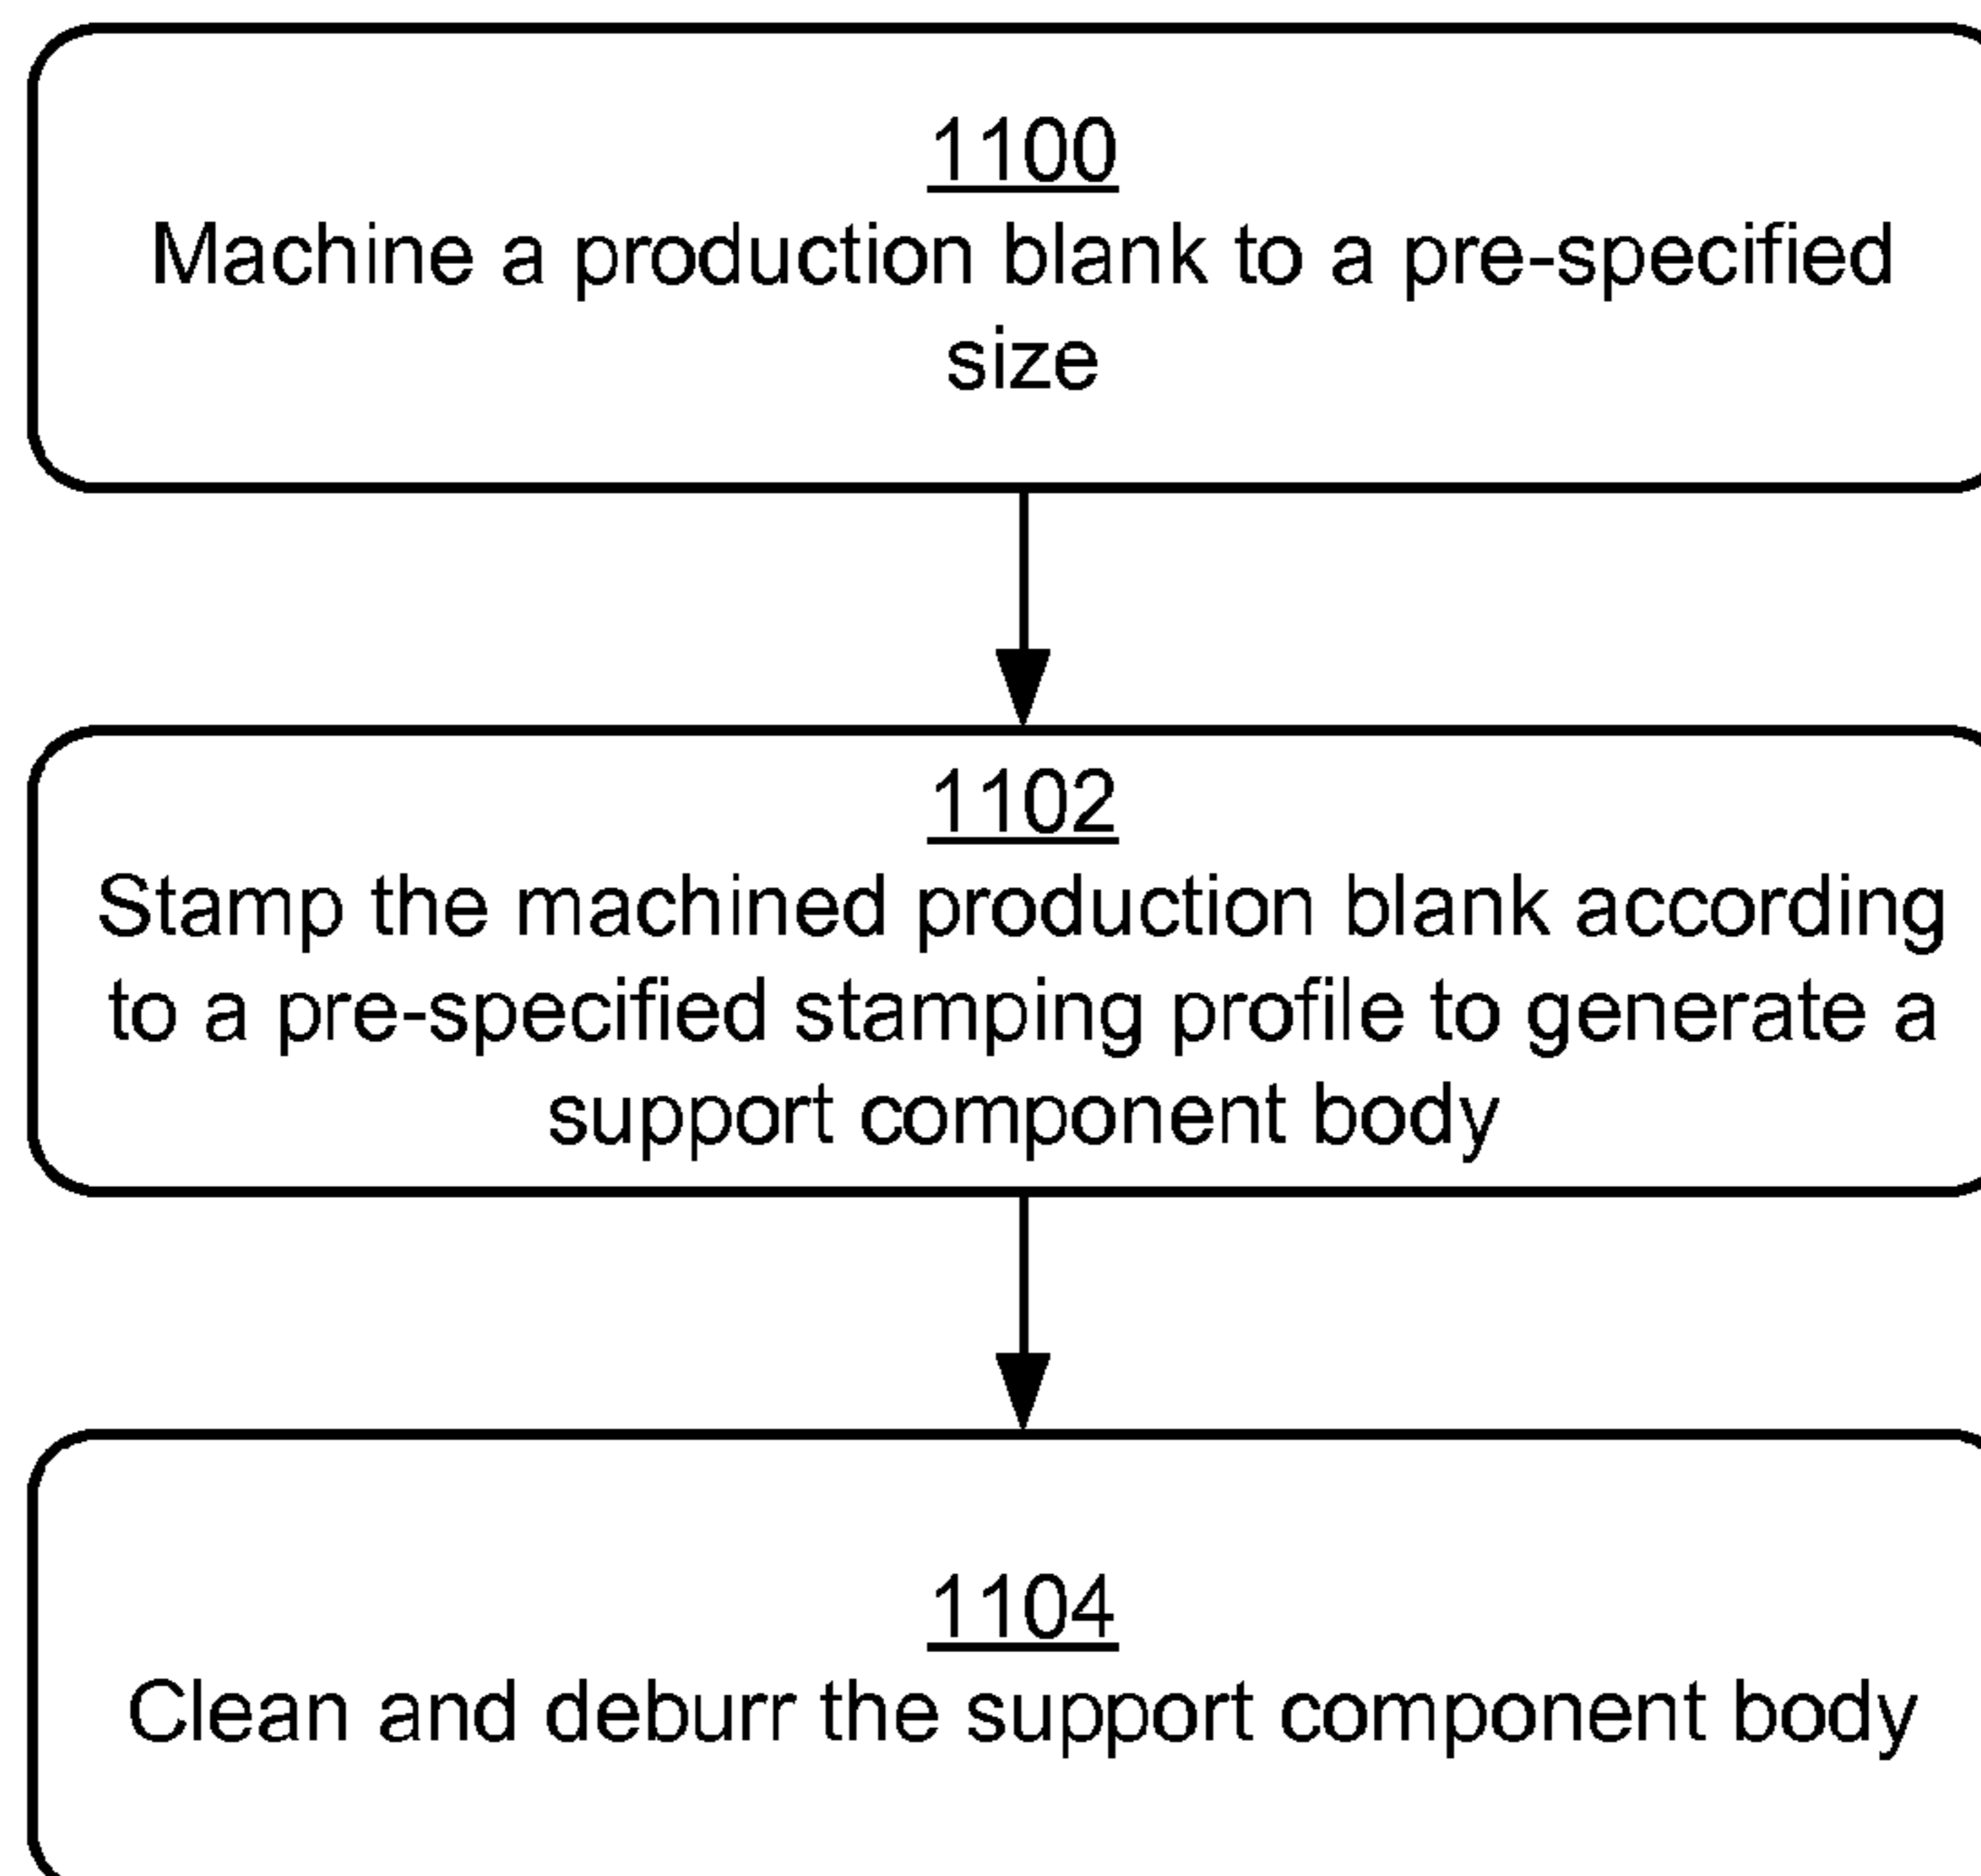 1100
Machine a production blank to a pre-specified
size
1102
Stamp the machined production blank according
to a pre-specified stamping profile to generate a
support component body
1104
Clean and deburr the support component body